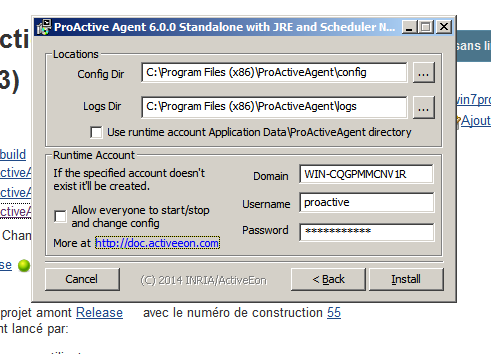 ProActive Agent 6.0.0 Standalone with JRE and Scheduler N...
cti
3)
sans li
Locations
Config Dir
C:\Program Files (x86)\ProActiveAgent\config
...
Logs Dir
C:\Program Files (x86)\ProActiveAgent\logs
...
Use runtime account Application Data\ProActiveAgent directory
win7pro
?Ajout
Runtime Account
If the specified account doesn't
exist it'll be created.
Allow everyone to start/stop
and change config
More at http://doc.activeeon.com
Domain
WIN-CQGPMMCNV1R
Username
proactive
Password
***********
build
ctiveA
ctiveA
ctiveA
Chan
se
Cancel
(C) 2014 INRIA/ActiveEon
< Back
Install
projet amont Release avec le numéro de construction 55
nt lancé par: